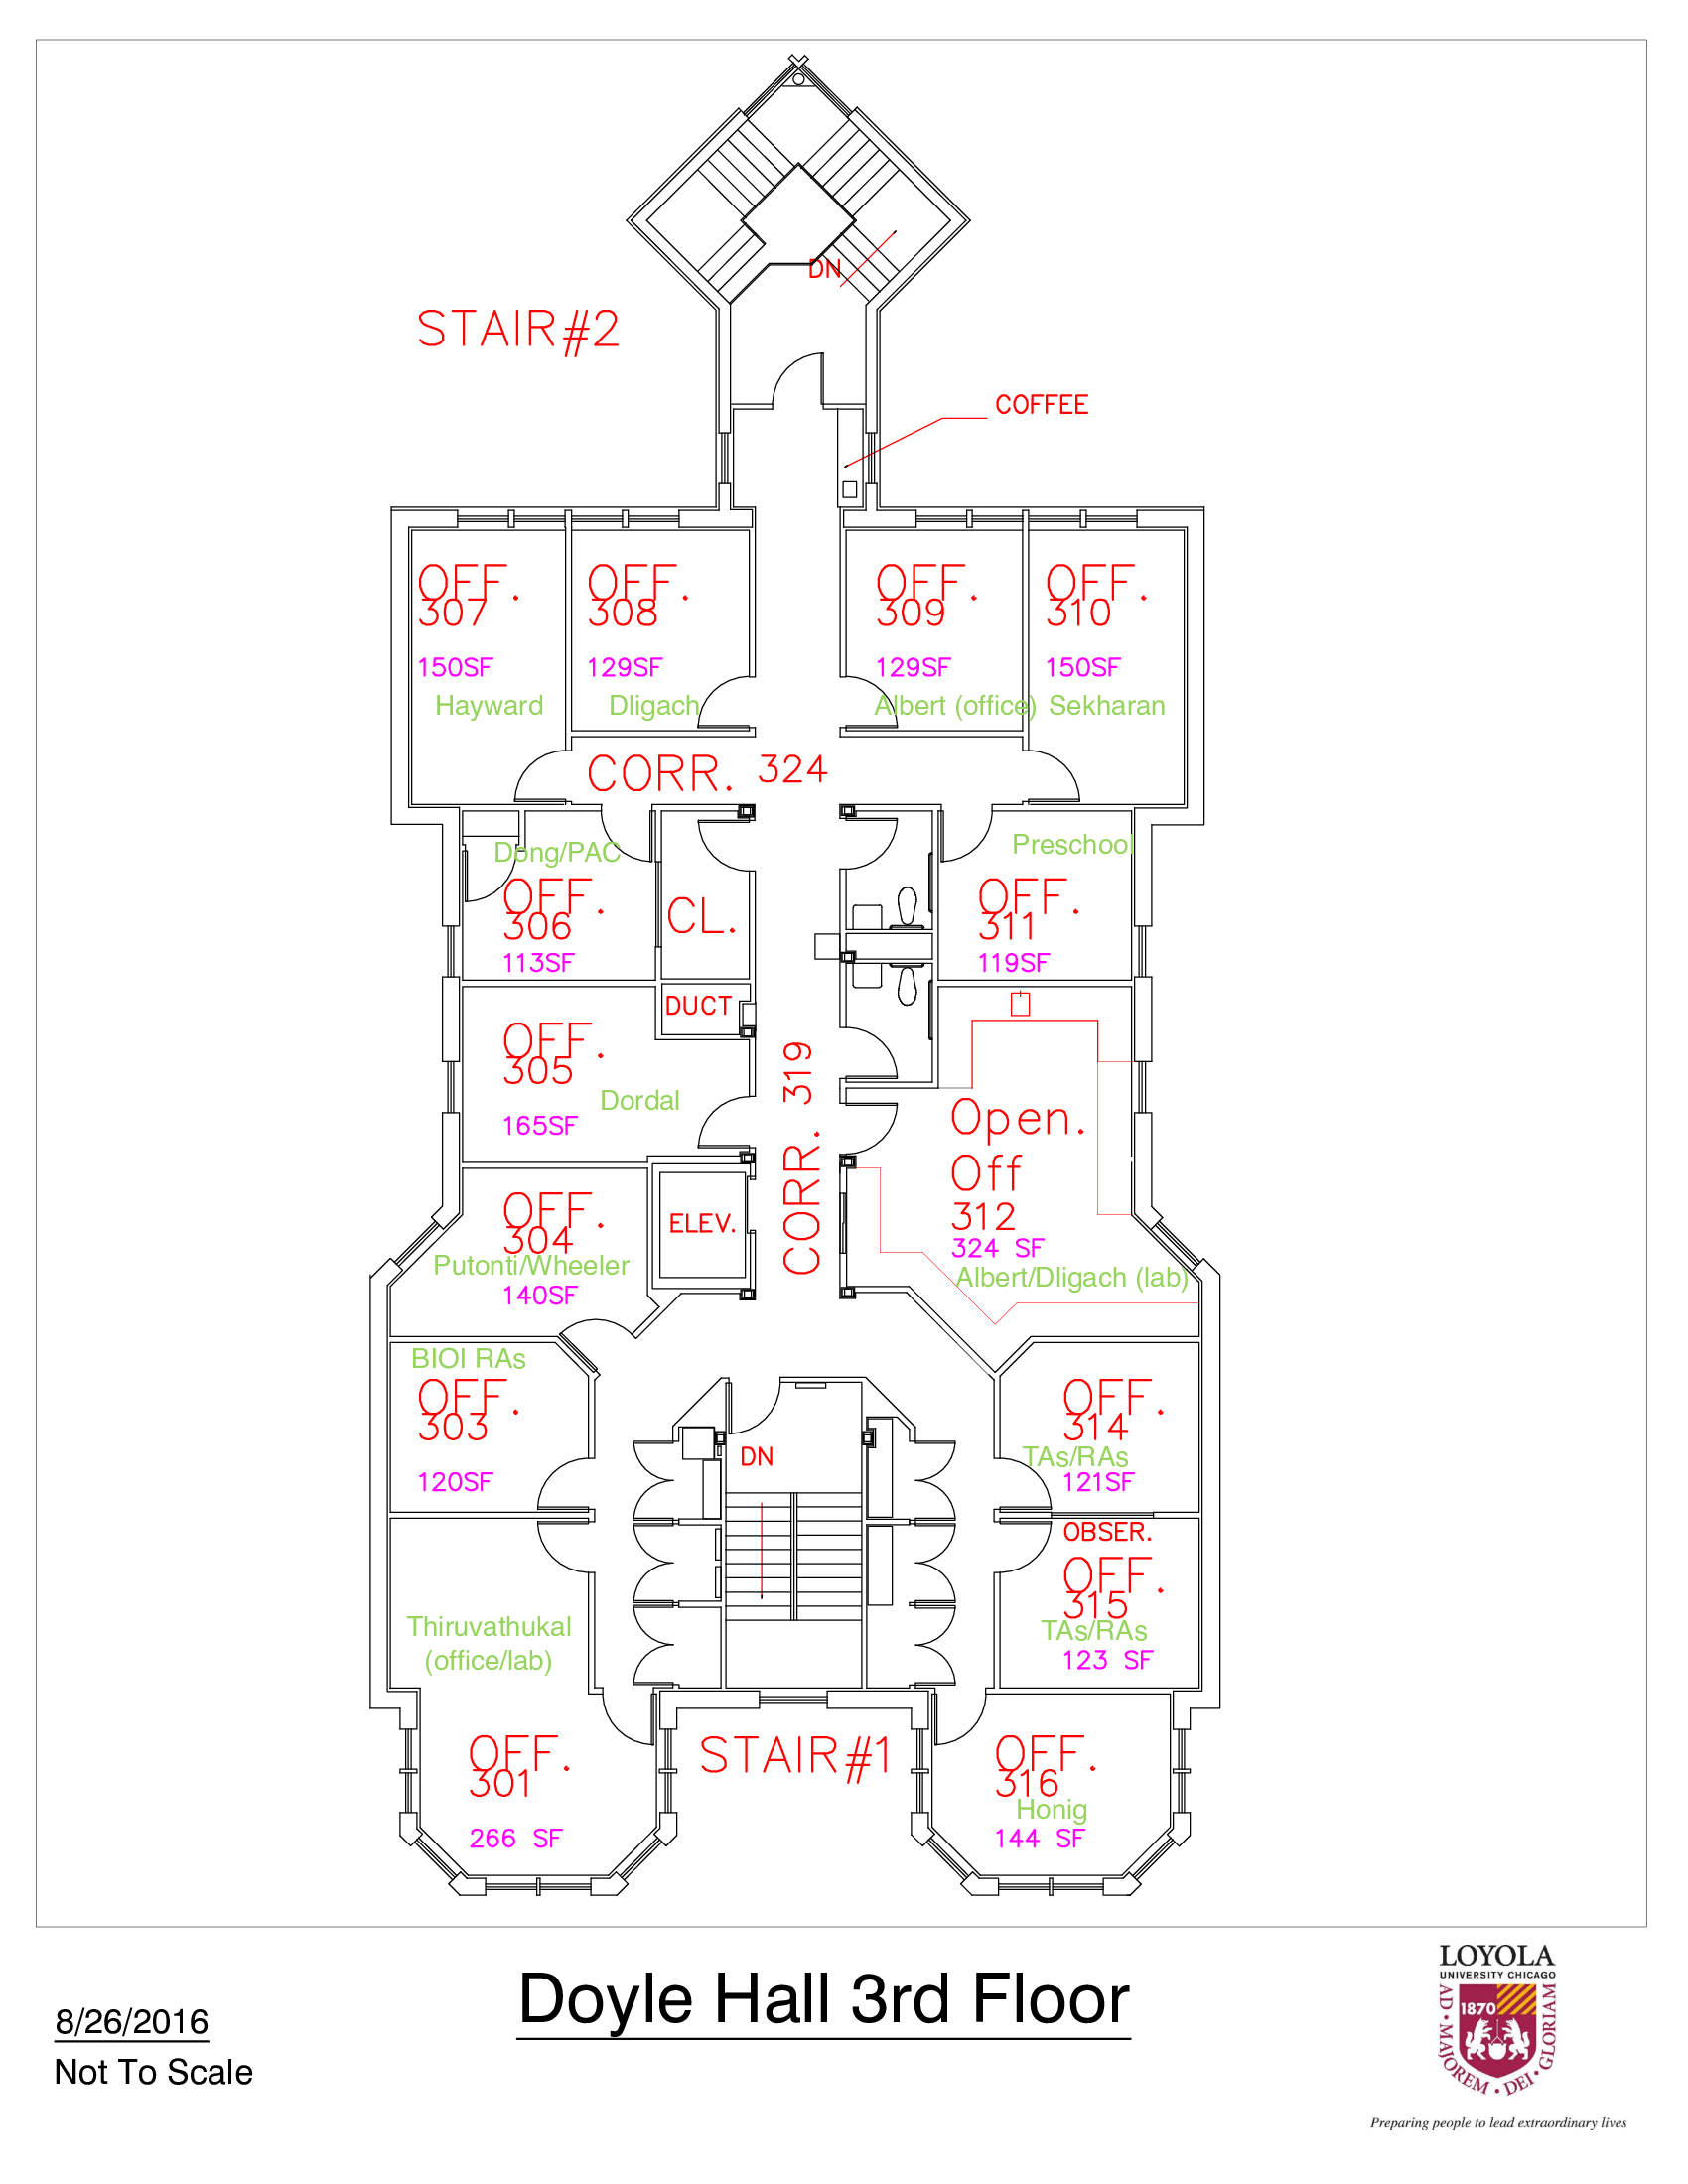 DN
STAIR#2
COFFEE
OFF.
307
150SF
Hayward
OFF.
308
129SF
Dligach
OFF.
309
129SF
Albert (office)
OFF.
310
150SF
Sekharan
CORR. 324
Dong/PAC
OFF.
306
113SF
CL.
Preschool
OFF.
311
119SF
DUCT
OFF.
305
165SF
Dordal
CORR. 319
Open.
Off
312
324 SF
Albert/Dligach (lab)
OFF.
304
Putonti/Wheeler
140SF
ELEV.
BIOI RAs
OFF.
303
120SF
DN
OFF.
314
TAs/RAs
121SF
OBSER.
OFF.
315
TAs/RAs
123 SF
Thiruvathukal
(office/lab)
OFF.
301
266 SF
STAIR#1
OFF.
316
Honig
144 SF
8/26/2016
Not To Scale
Doyle Hall 3rd Floor
LOYOLA
UNIVERSITY CHICAGO
1870
AD • MAJOREM • DEI • GLORIAM
Preparing people to lead extraordinary lives